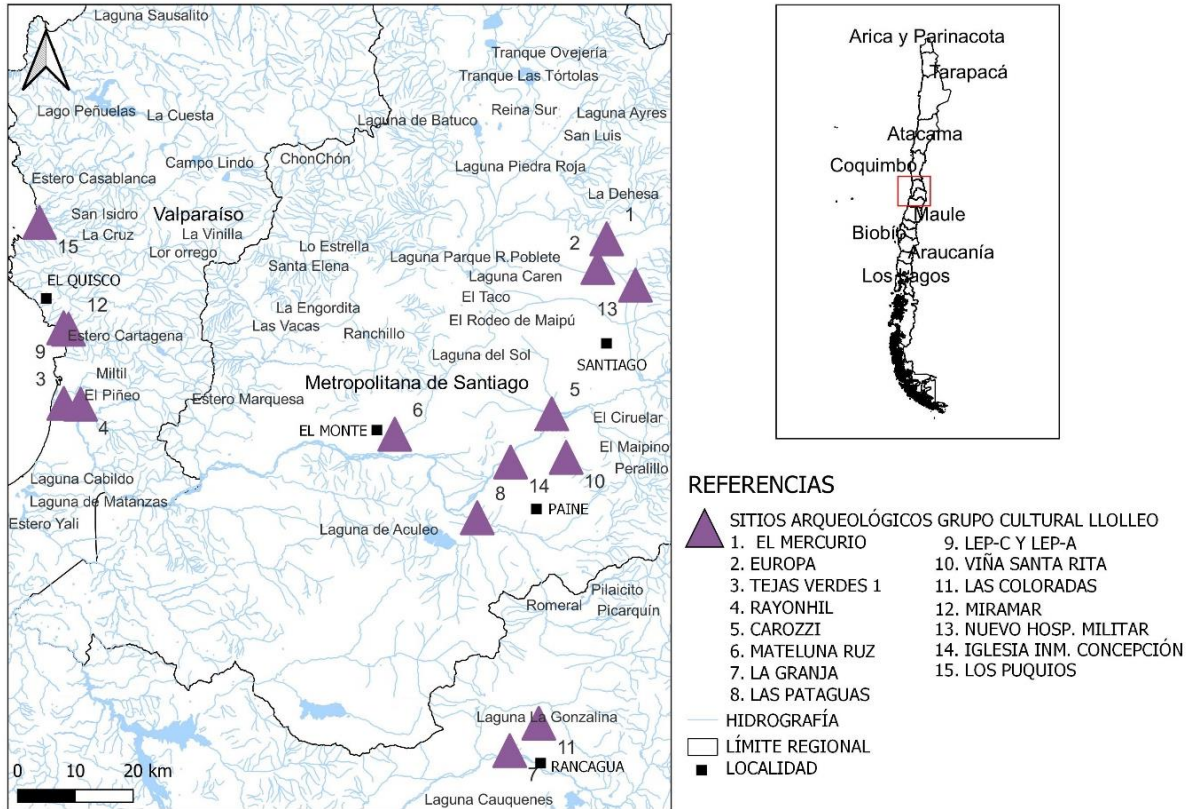 Laguna Sausalito
Tranque Ovejería
Tranque Las Tórtolas
Lago Peñuelas
La Cuesta
Reina Sur
Laguna Ayres
Laguna de Batuco
San Luis
Campo Lindo
ChonChón
Laguna Piedra Roja
Estero Casablanca
La Dehesa
San Isidro
Valparaíso
1
15
La Cruz
La Vinilla
2
Lor orrego
Lo Estrella
Laguna Parque R.Poblete
Santa Elena
Laguna Caren
EL QUISCO
El Taco
12
La Engordita
13
Las Vacas
Ranchillo
El Rodeo de Maipú
9
Estero Cartagena
Laguna del Sol
SANTIAGO
3
Miltil
Metropolitana de Santiago
5
El Piñeo
Estero Marquesa
6
El Ciruelar
4
EL MONTE
El Maipino
Peralillo
Laguna Cabildo
8
14
10
Laguna de Matanzas
PAINE
Estero Yali
Laguna de Aculeo
Pilaicito
Romeral
Picarquín
Laguna La Gonzalina
11
7
RANCAGUA
0 10 20 km
Laguna Cauquenes
Arica y Parinacota
Tarapacá
Atacama
Coquimbo
Maule
Biobío
Araucanía
Los Lagos
REFERENCIAS
SITIOS ARQUEOLÓGICOS GRUPO CULTURAL LLOLLEO
1. EL MERCURIO
2. EUROPA
3. TEJAS VERDES 1
4. RAYONHIL
5. CAROZZI
6. MATELUNA RUZ
7. LA GRANJA
8. LAS PATAGUAS
9. LEP-C Y LEP-A
10. VIÑA SANTA RITA
11. LAS COLORADAS
12. MIRAMAR
13. NUEVO HOSP. MILITAR
14. IGLESIA INM. CONCEPCIÓN
15. LOS PUQUIOS
HIDROGRAFÍA
LÍMITE REGIONAL
LOCALIDAD